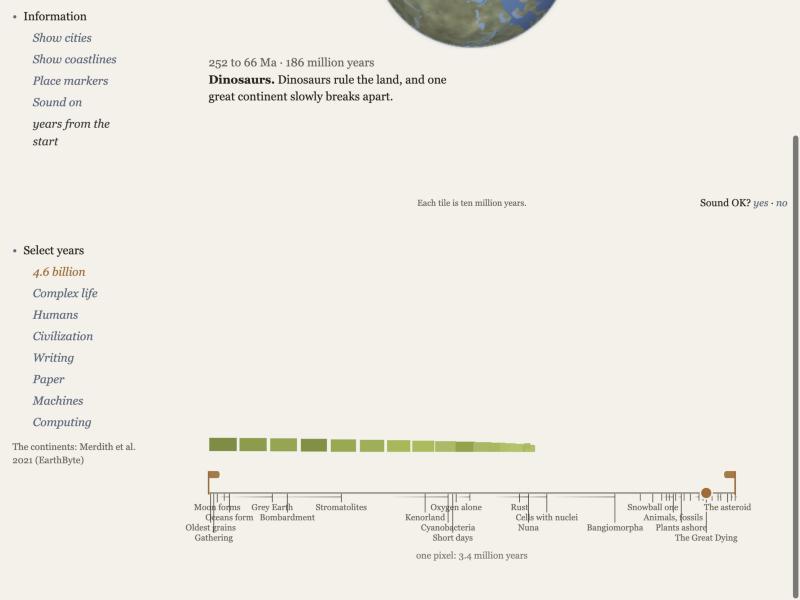 Information
Show cities
Show coastlines
Place markers
Sound on
years from the
start
252 to 66 Ma · 186 million years
Dinosaurs. Dinosaurs rule the land, and one
great continent slowly breaks apart.
Each tile is ten million years.
Sound OK? yes · no
Select years
4.6 billion
Complex life
Humans
Civilization
Writing
Paper
Machines
Computing
The continents: Merdith et al.
2021 (EarthByte)
Moon forms Grey Earth Stromatolites Oxygen alone Rust Snowball one The asteroid
Oceans form Bombardment Kenorland Cells with nuclei Animals, fossils
Oldest grains Cyanobacteria Nuna Bangiomorpha Plants ashore
Gathering Short days The Great Dying
one pixel: 3.4 million years